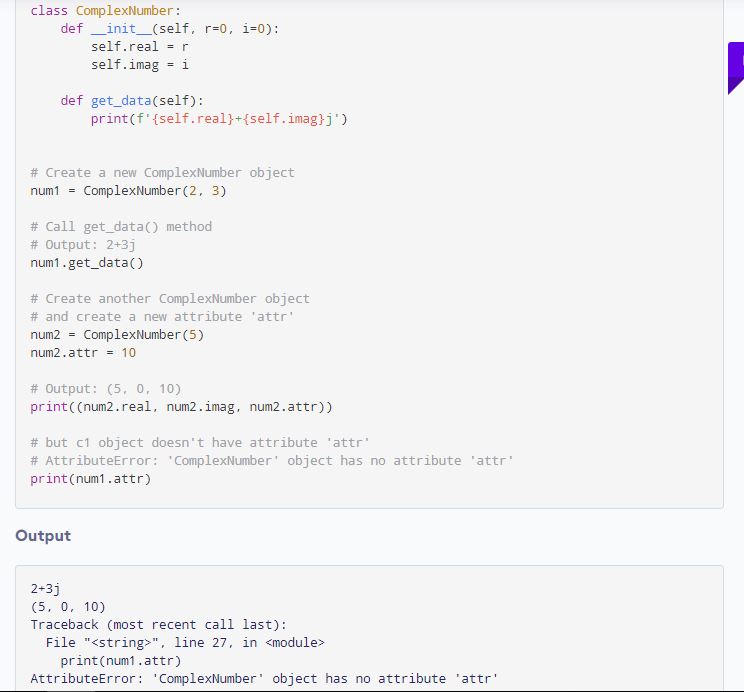 class ComplexNumber:
    def __init__(self, r=0, i=0):
        self.real = r
        self.imag = i
    def get_data(self):
        print(f'{self.real}+{self.imag}j')
# Create a new ComplexNumber object
num1 = ComplexNumber(2, 3)
# Call get_data() method
# Output: 2+3j
num1.get_data()
# Create another ComplexNumber object
# and create a new attribute 'attr'
num2 = ComplexNumber(5)
num2.attr = 10
# Output: (5, 0, 10)
print((num2.real, num2.imag, num2.attr))
# but c1 object doesn't have attribute 'attr'
# AttributeError: 'ComplexNumber' object has no attribute 'attr'
print(num1.attr)
Output
2+3j
(5, 0, 10)
Traceback (most recent call last):
  File "<string>", line 27, in <module>
    print(num1.attr)
AttributeError: 'ComplexNumber' object has no attribute 'attr'